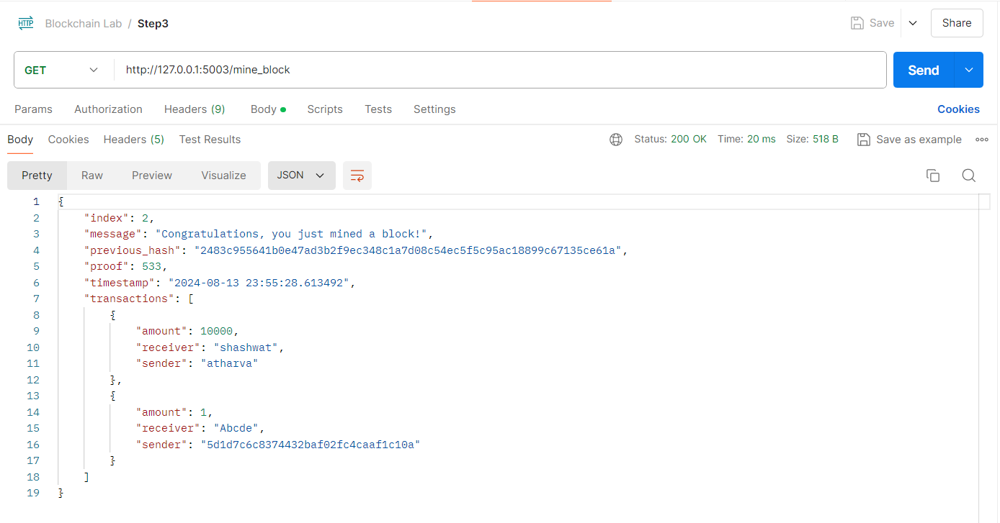 HTTP Blockchain Lab / Step3 Save Share
GET http://127.0.0.1:5003/mine_block Send
Params Authorization Headers (9) Body Scripts Tests Settings Cookies
Body Cookies Headers (5) Test Results Status: 200 OK Time: 20 ms Size: 518 B Save as example
Pretty Raw Preview Visualize JSON
1 {
2 "index": 2,
3 "message": "Congratulations, you just mined a block!",
4 "previous_hash": "2483c955641b0e47ad3b2f9ec348c1a7d08c54ec5f5c95ac18899c67135ce61a",
5 "proof": 533,
6 "timestamp": "2024-08-13 23:55:28.613492",
7 "transactions": [
8 {
9 "amount": 10000,
10 "receiver": "shashwat",
11 "sender": "atharva"
12 },
13 {
14 "amount": 1,
15 "receiver": "Abcde",
16 "sender": "5d1d7c6c8374432baf02fc4caaf1c10a"
17 }
18 ]
19 }